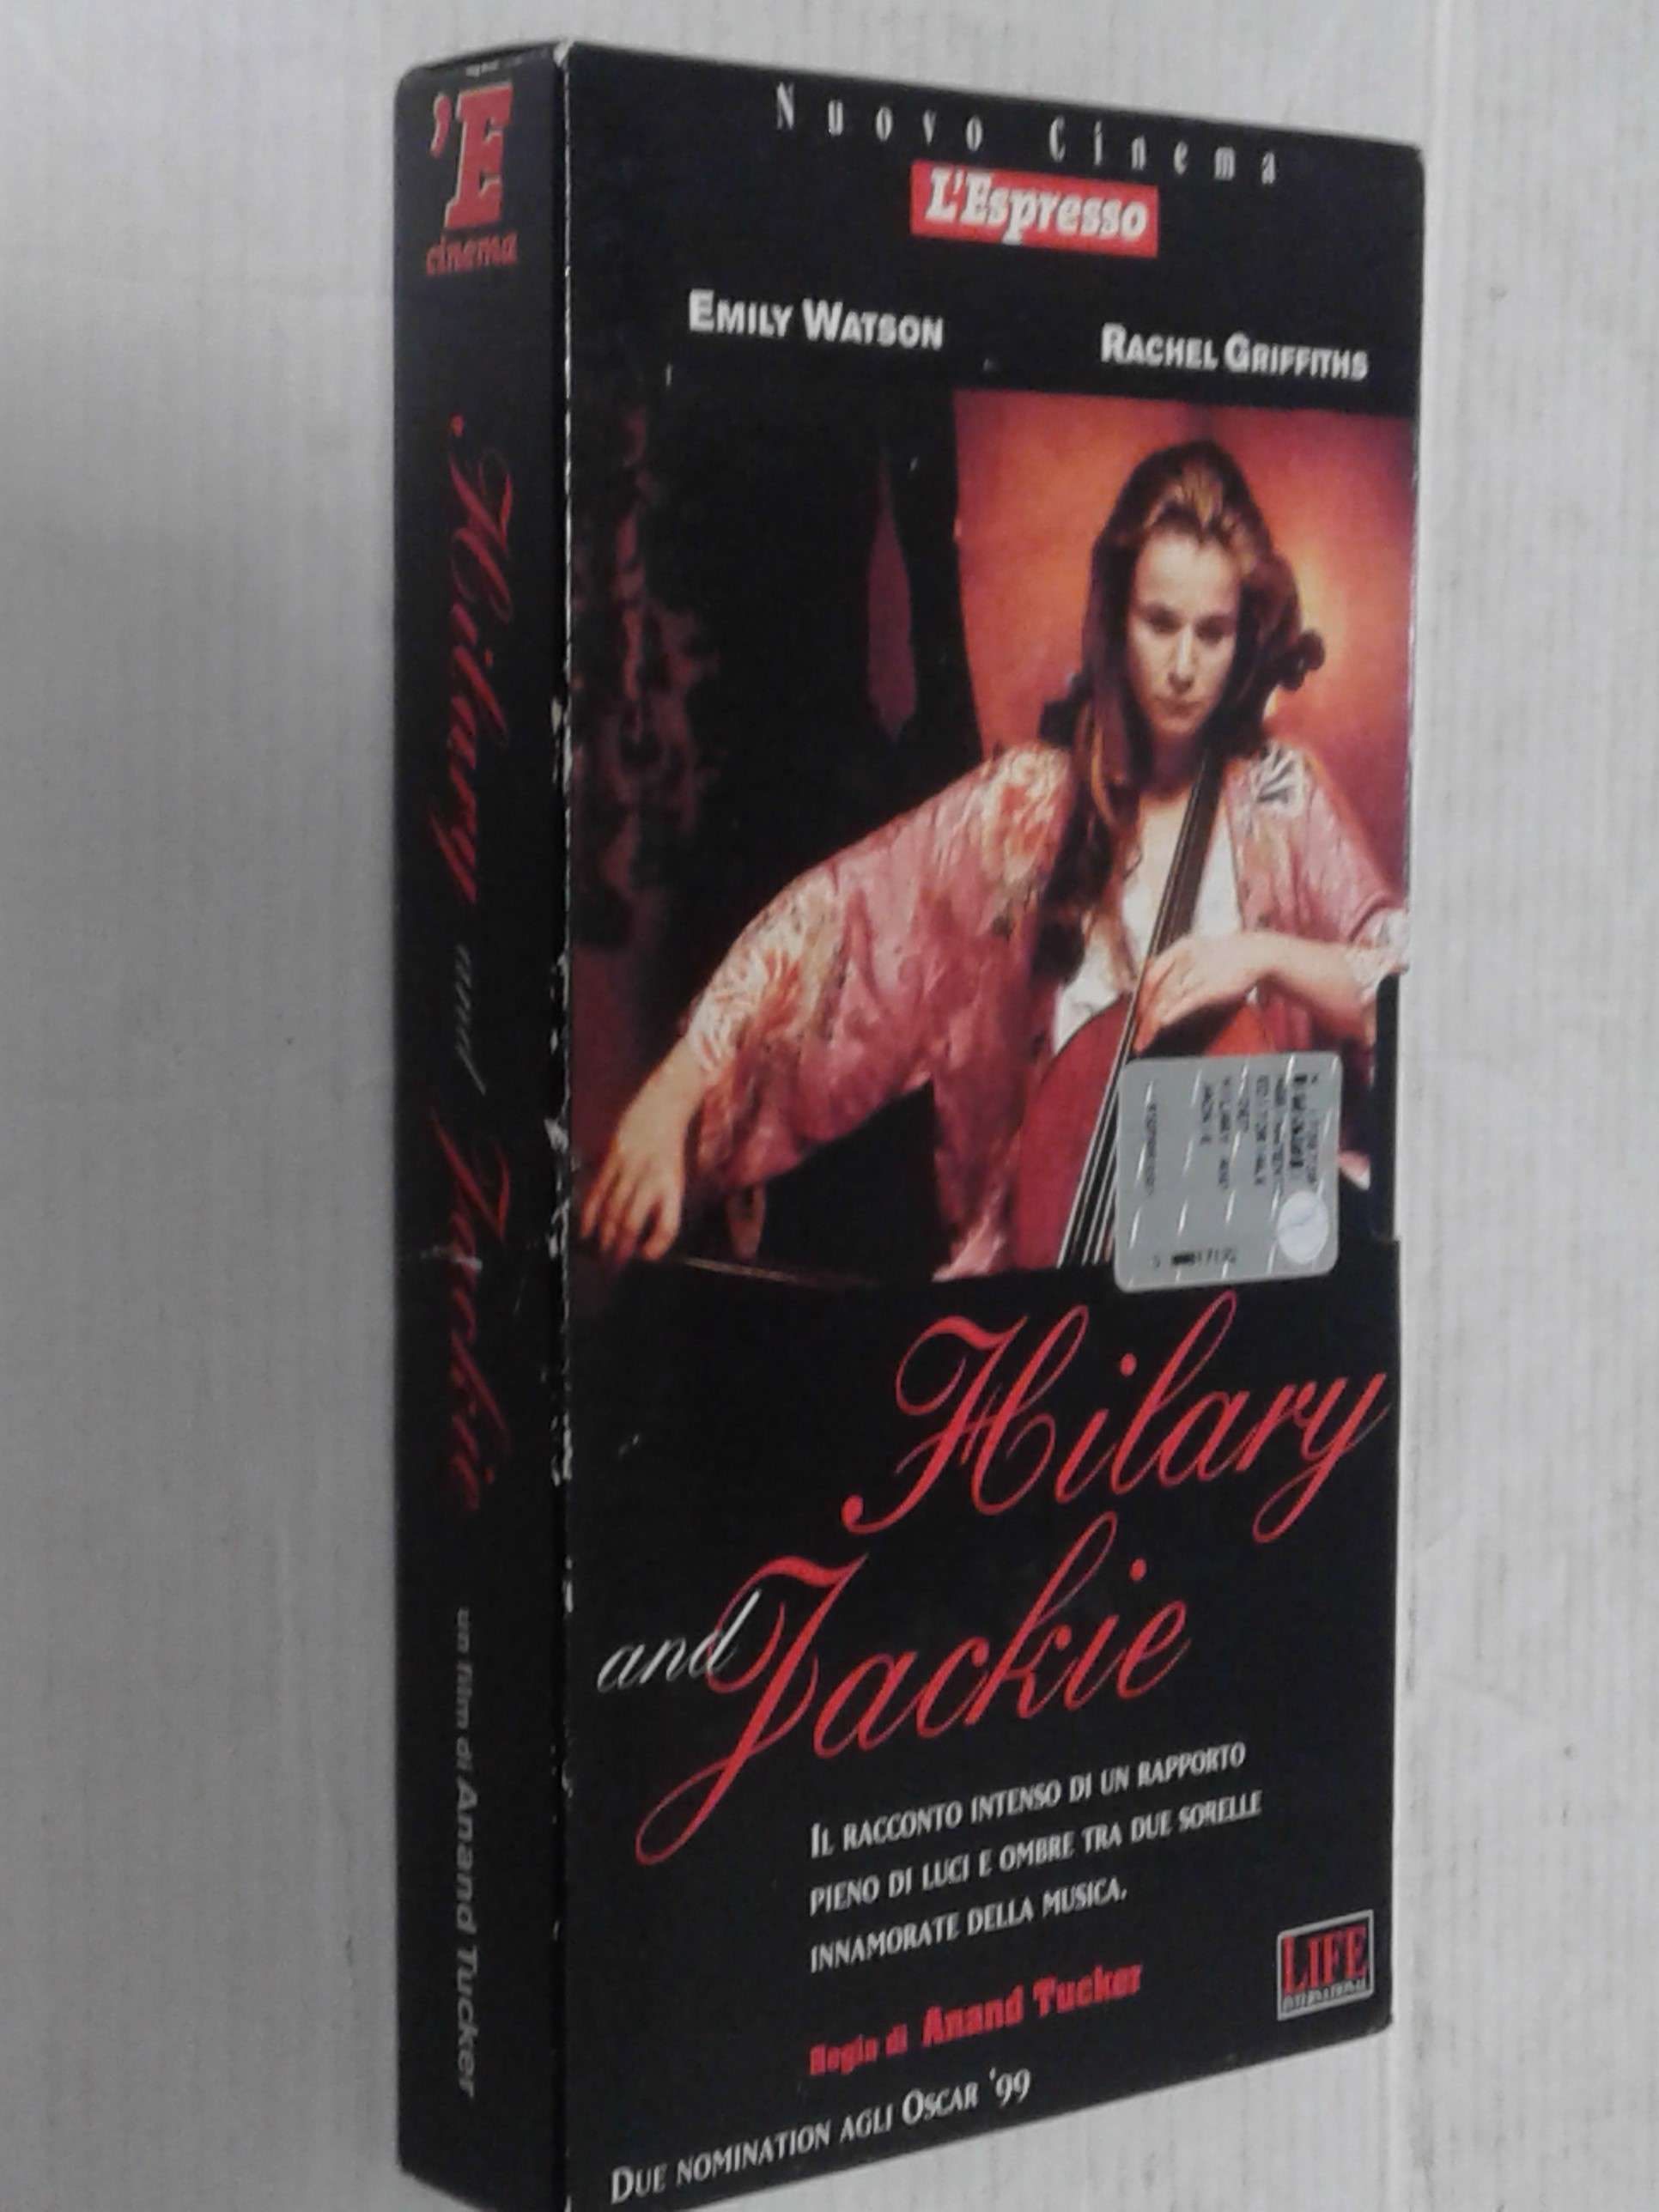 'E
cinema
Hilary and Jackie
un film di Anand Tucker
Nuovo Cinema
L'Espresso
EMILY WATSON
RACHEL GRIFFITHS
Hilary
and Jackie
IL RACCONTO INTENSO DI UN RAPPORTO
PIENO DI LUCI E OMBRE TRA DUE SORELLE
INNAMORATE DELLA MUSICA.
Regia di Anand Tucker
LIFE
INTERNATIONAL
DUE NOMINATION AGLI OSCAR '99